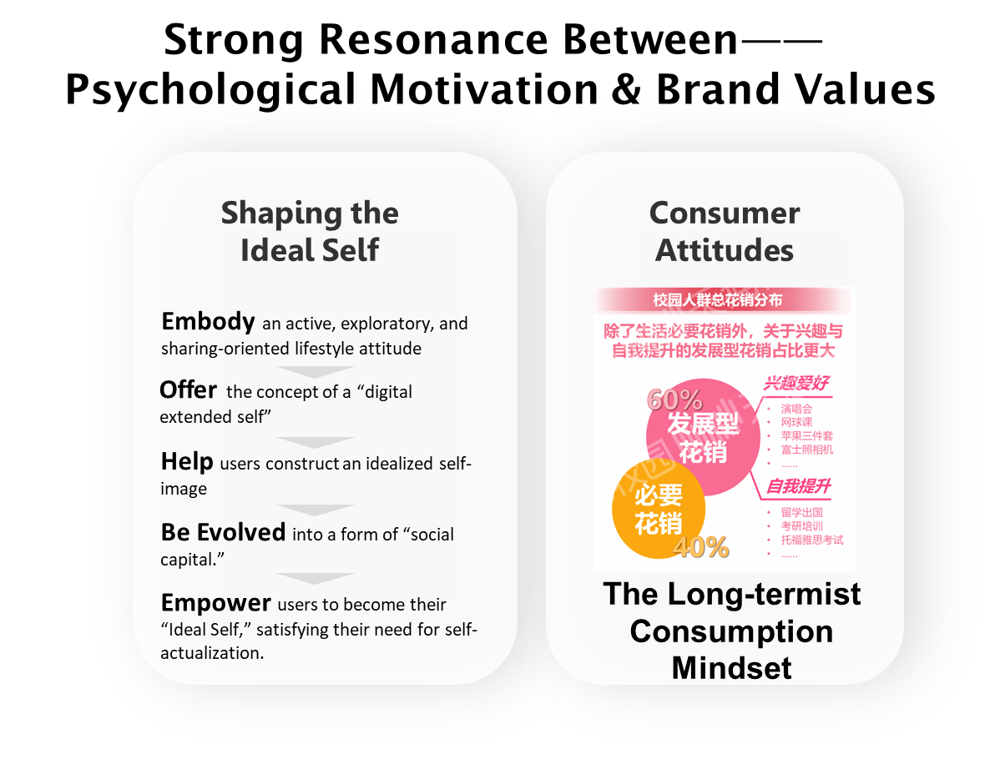 Strong Resonance Between——
Psychological Motivation & Brand Values
Shaping the
Ideal Self
Embody an active, exploratory, and
sharing-oriented lifestyle attitude
Offer the concept of a “digital
extended self”
Help users construct an idealized self-
image
Be Evolved into a form of “social
capital.”
Empower users to become their
“Ideal Self,” satisfying their need for self-
actualization.
Consumer
Attitudes
校园人群总花销分布
除了生活必要花销外，关于兴趣与
自我提升的发展型花销占比更大
60%
发展型
花销
必要
花销
40%
兴趣爱好
• 演唱会
• 网球课
• 苹果三件套
• 富士照相机
• ……
自我提升
• 留学出国
• 考研培训
• 托福雅思考试
• ……
The Long-termist
Consumption
Mindset